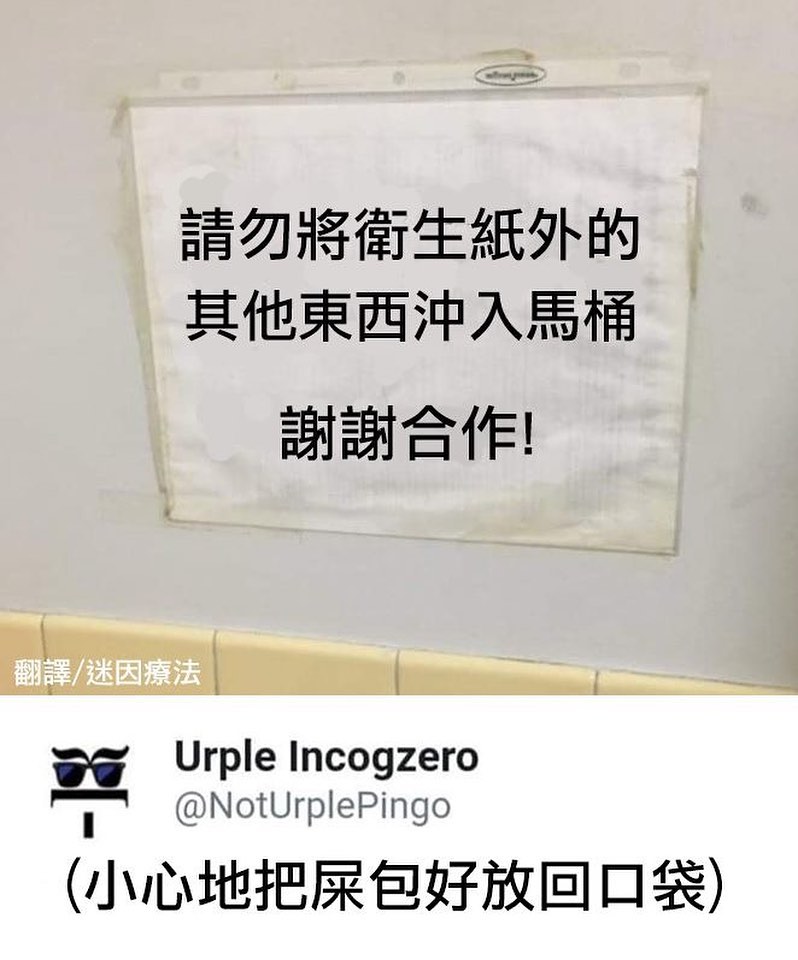 請勿將衛生紙外的
其他東西沖入馬桶
謝謝合作!
翻譯/迷因療法
Urple Incogzero
@NotUrplePingo
(小心地把屎包好放回口袋)